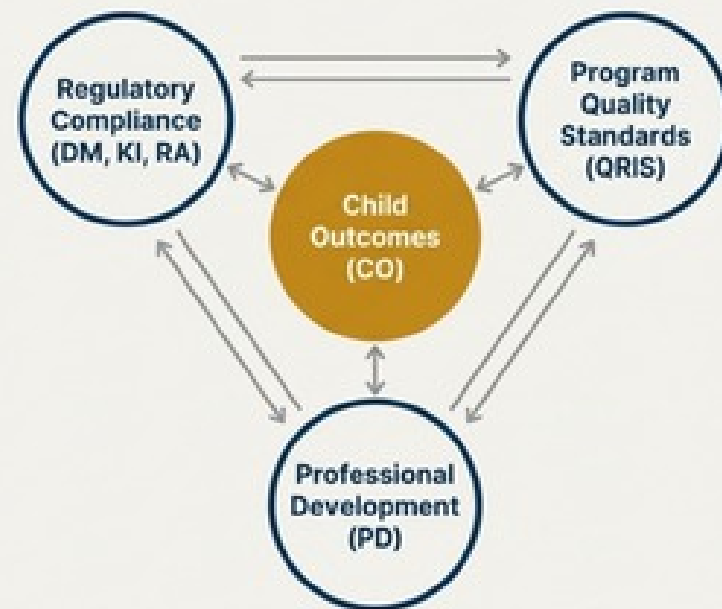 Regulatory
Compliance
(DM, KI, RA)
Program
Quality
Standards
(QRIS)
Child
Outcomes
(CO)
Professional
Development
(PD)